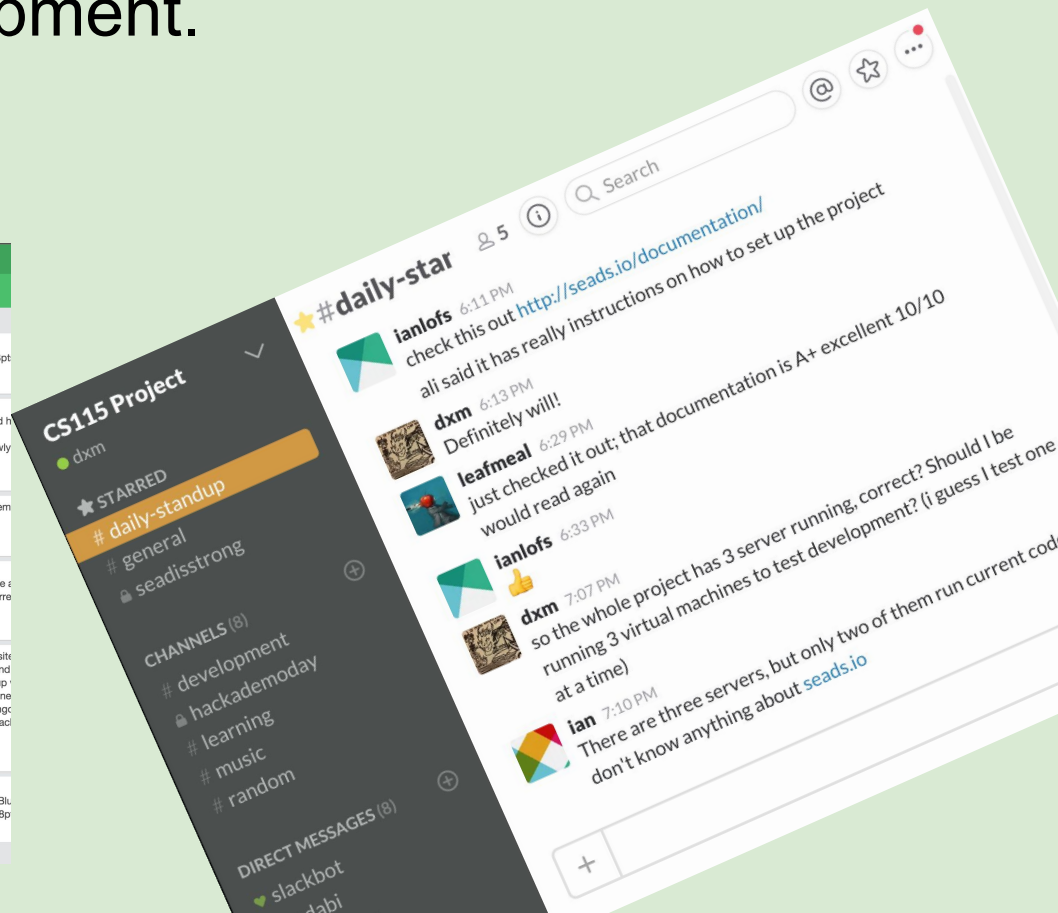 opment.
CS115 Project
dxm
STARRED
# daily-standup
# general
seadisstrong
CHANNELS (8)
# development
hackademoday
# learning
# music
# random
DIRECT MESSAGES (8)
slackbot
#daily-star
5
Search
ianlofs 6:11 PM
check this out http://seads.io/documentation/
ali said it has really instructions on how to set up the project
dxm 6:13 PM
Definitely will!
leafmeal 6:29 PM
just checked it out; that documentation is A+ excellent 10/10
would read again
ianlofs 6:33 PM
dxm 7:07 PM
so the whole project has 3 server running, correct? Should I be
running 3 virtual machines to test development? (i guess I test one
at a time)
ian 7:10 PM
There are three servers, but only two of them run current code
don't know anything about seads.io